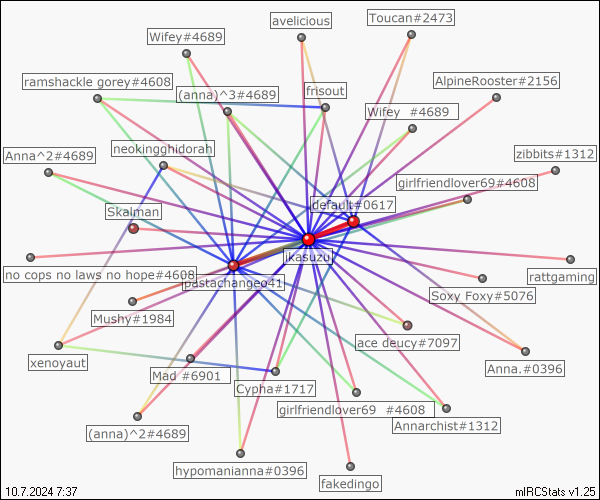 avelicious
Toucan#2473
Wifey#4689
ramshackle gorey#4608
(anna)^3#4689
frisout
AlpineRooster#2156
Wifey #4689
neokingghidorah
Anna^2#4689
zibbits#1312
girlfriendlover69#4608
default#0617
Skalman
jkasuzu
no cops no laws no hope#4608
pastachangeo41
rattgaming
Soxy Foxy#5076
Mushy#1984
ace deucy#7097
xenoyaut
Mad #6901
Cypha#1717
Anna.#0396
girlfriendlover69 #4608
Annarchist#1312
(anna)^2#4689
hypomanianna#0396
fakedingo
10.7.2024 7:37
mIRCStats v1.25